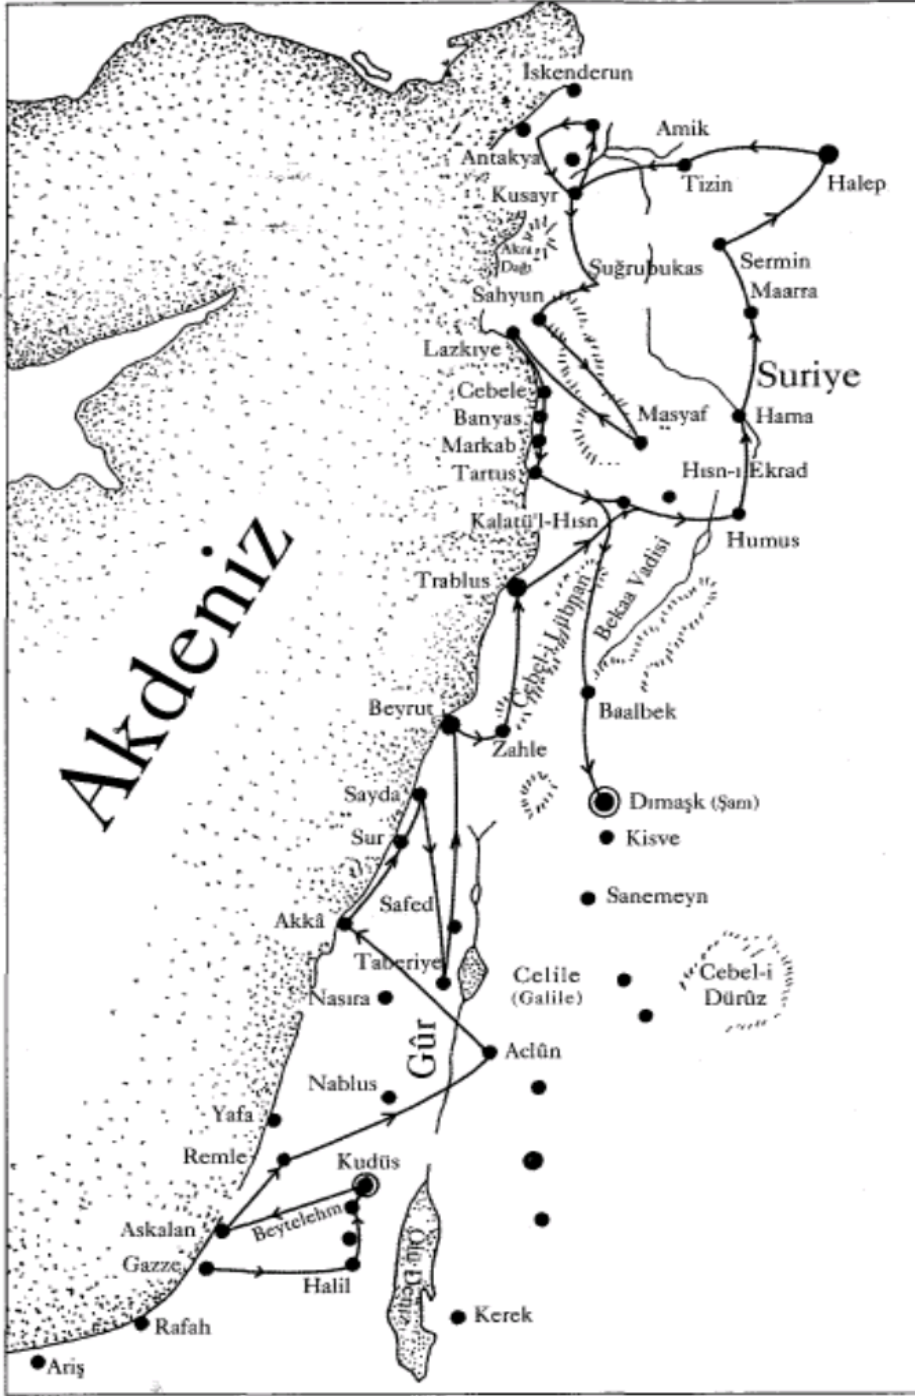 İskenderun
Amik
Antakya
Tizin
Halep
Kusayr
Akra
Dağı
Suğrubukas
Sermin
Sahyun
Maarra
Lazkıye
Suriye
Cebele
Banyas
Masyaf
Hama
Markab
Tartus
Hısn-ı Ekrad
Kalatü'l-Hısn
Humus
Akdeniz
Trablus
Cebel-i Lübnan
Bekaa Vadisi
Beyrut
Zahle
Baalbek
Sayda
Dımaşk (Şam)
Sur
Kisve
Safed
Sanemeyn
Akkâ
Taberiye
Celile
(Galile)
Cebel-i
Dürûz
Nasıra
Gûr
Aclûn
Nablus
Yafa
Remle
Kudüs
Askalan
Beytelehm
Gazze
Halil
Ölü Deniz
Kerek
Rafah
Ariş